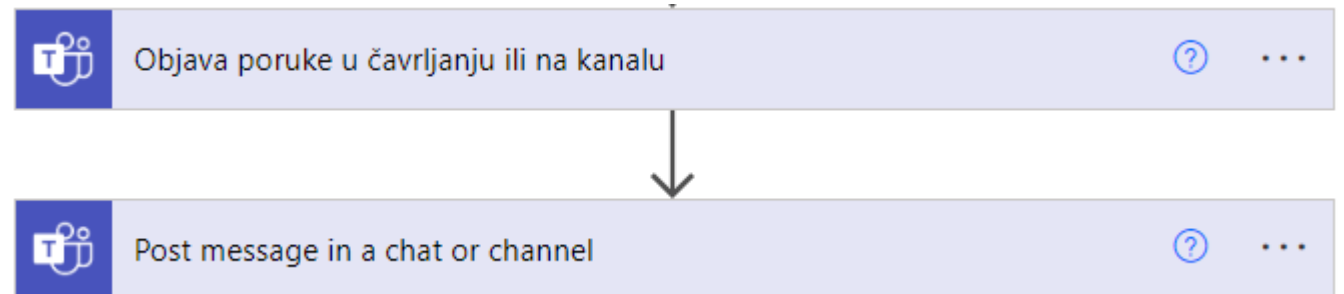 Objava poruke u čavrljanju ili na kanalu
Post message in a chat or channel